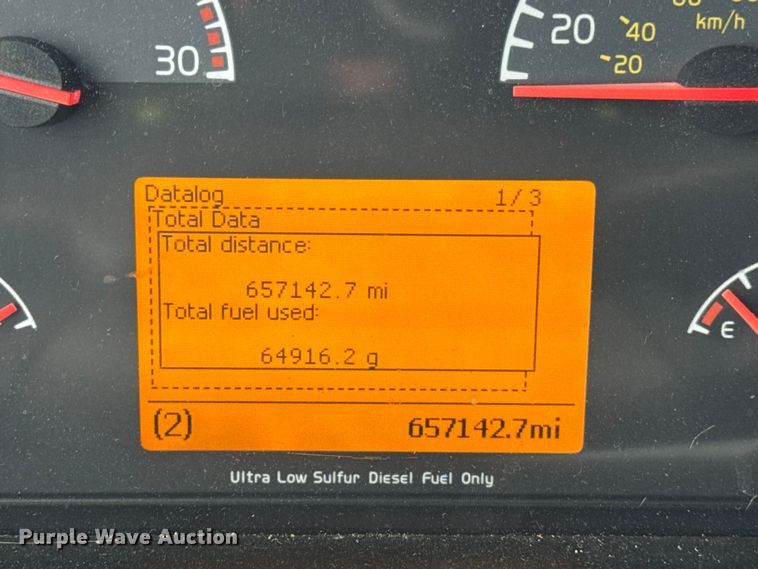 30
20
40
20
km/h
Datalog 1/3
Total Data
Total distance:
657142.7 mi
Total fuel used:
64916.2 g
(2) 657142.7mi
E
Ultra Low Sulfur Diesel Fuel Only
Purple Wave Auction